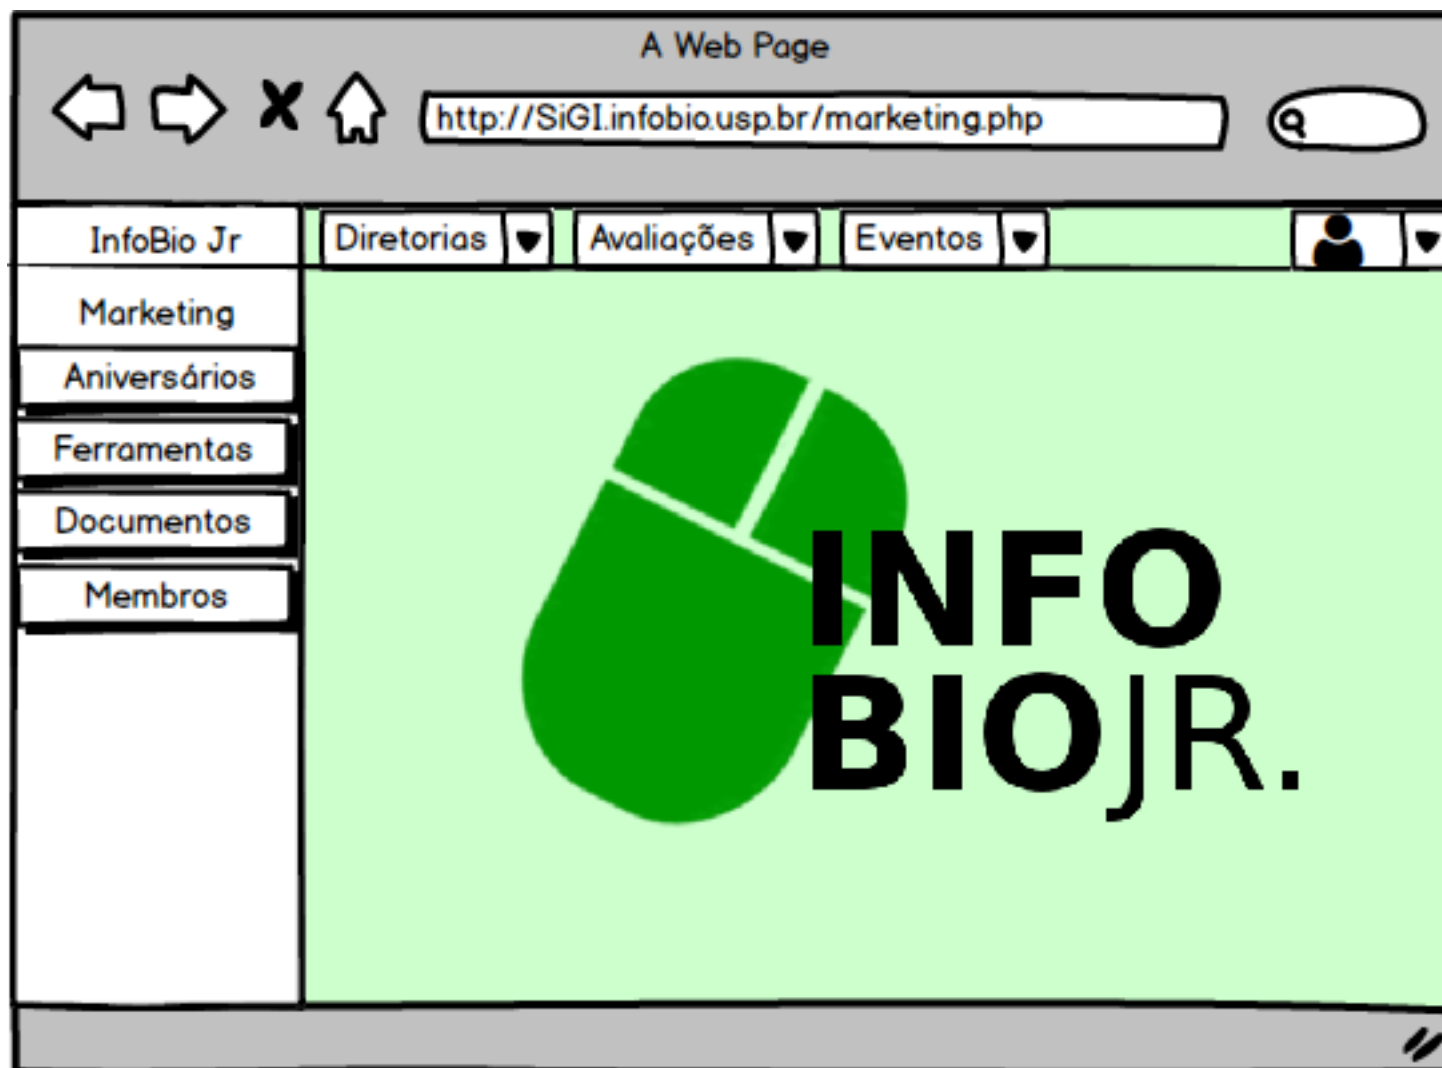 A Web Page
http://SiGI.infobio.usp.br/marketing.php
InfoBio Jr
Diretorias
Avaliações
Eventos
Marketing
Aniversários
Ferramentas
Documentos
Membros
INFO
BIOJR.